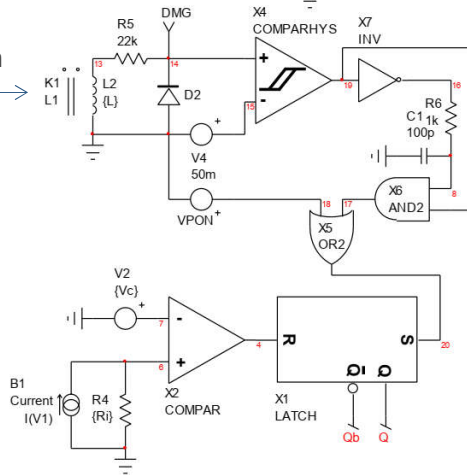 DMG
X4
COMPARHYS
X7
INV
R5
22k
13
14
K1
L1
L2
{L}
D2
+
-
15
19
16
R6
1k
C1
100p
V4
50m
+
8
X6
AND2
VPON
+
18
17
X5
OR2
V2
{Vc}
+
7
-
+
6
4
R
S
20
Q
Q
B1
Current
I(V1)
R4
{Ri}
X2
COMPAR
X1
LATCH
Qb
Q